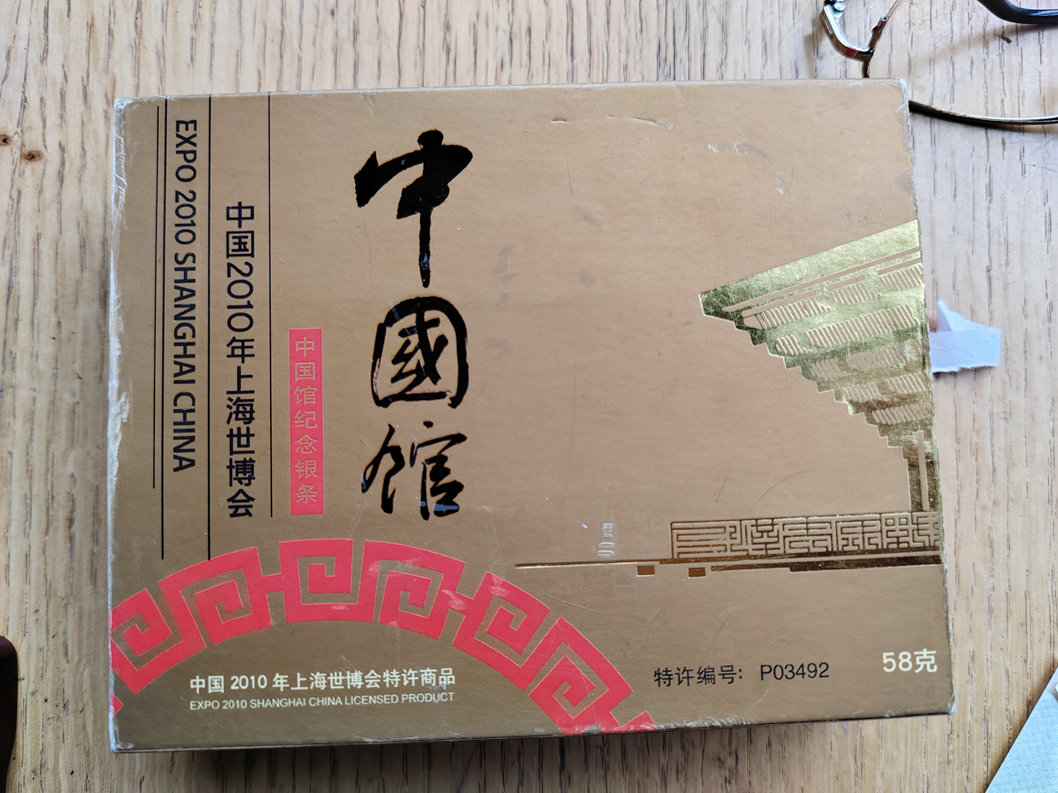 EXPO 2010 SHANGHAI CHINA
中国2010年上海世博会
中国馆纪念银条
中國馆
中国 2010 年上海世博会特许商品
EXPO 2010 SHANGHAI CHINA LICENSED PRODUCT
特许编号: P03492
58克